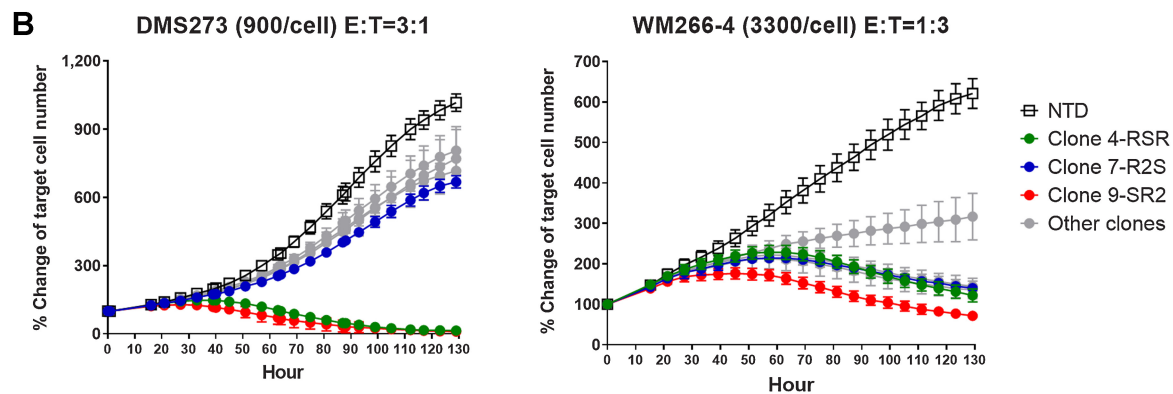 B
DMS273 (900/cell) E:T=3:1
% Change of target cell number
1,200
900
600
300
0
0 10 20 30 40 50 60 70 80 90 100 110 120 130
Hour
WM266-4 (3300/cell) E:T=1:3
% Change of target cell number
700
600
500
400
300
200
100
0
0 10 20 30 40 50 60 70 80 90 100 110 120 130
Hour
NTD
Clone 4-RSR
Clone 7-R2S
Clone 9-SR2
Other clones